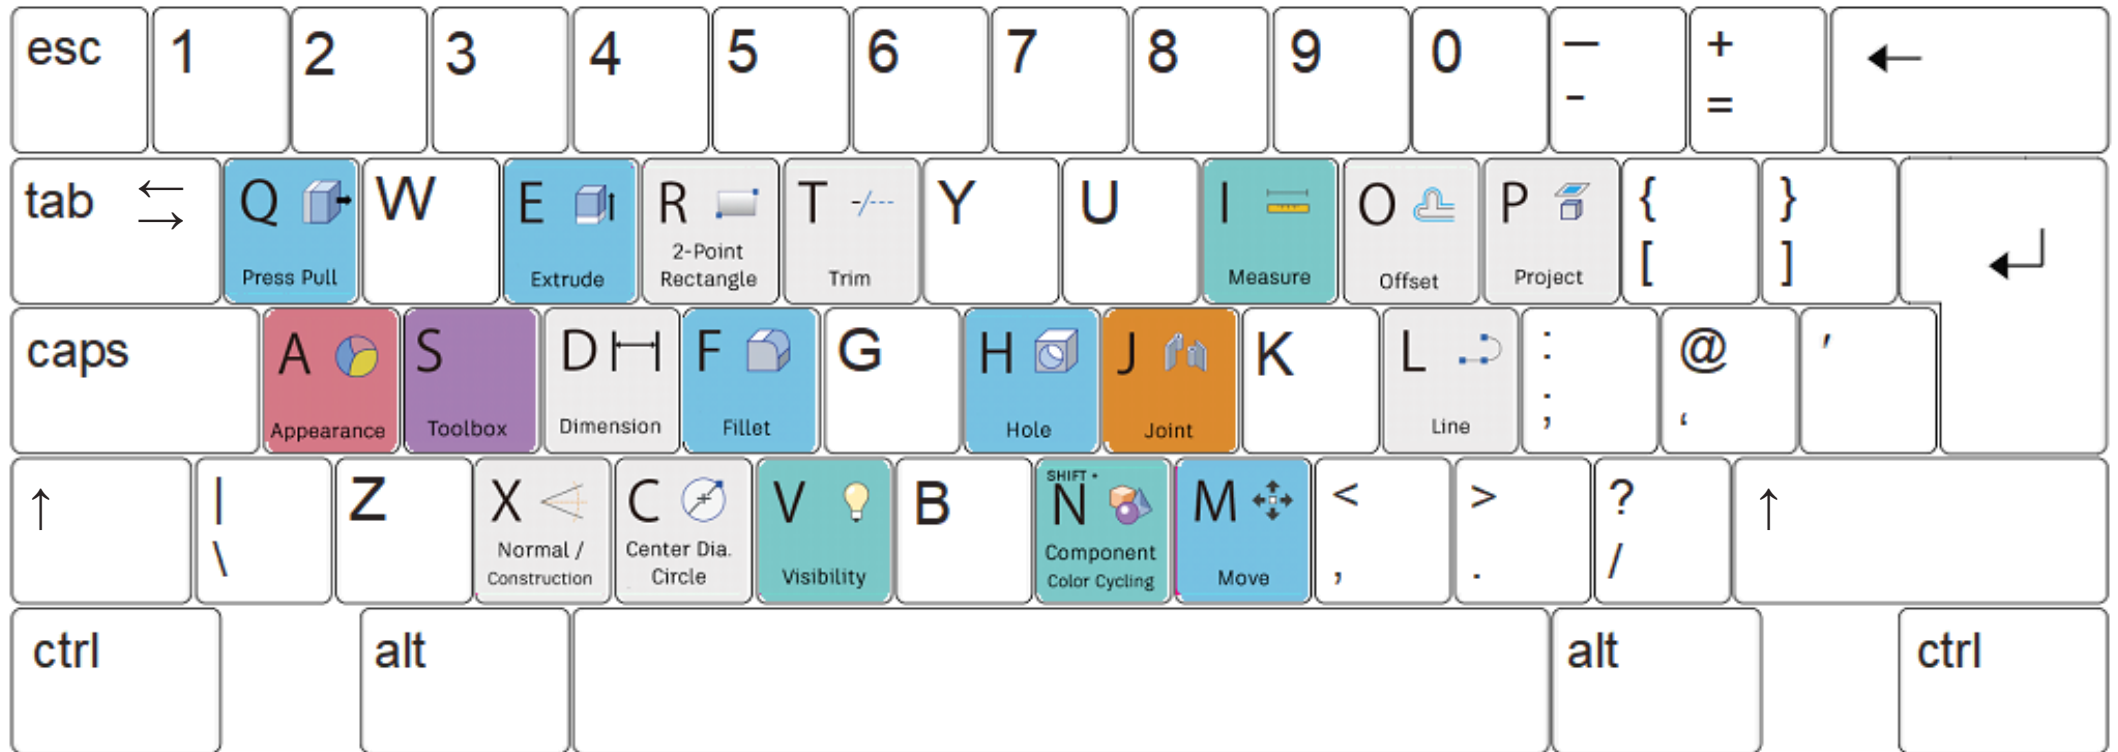 esc 1 2 3 4 5 6 7 8 9 0 — - + = ←
tab ← → Q W E R T Y U I O P { [ } ] ↵
Press Pull
Extrude
2-Point
Rectangle
Trim
Measure
Offset
Project
caps A S D F G H J K L : ; @ ‘ '
Appearance
Toolbox
Dimension
Fillet
Hole
Joint
Line
↑ | \ Z X C V B SHIFT + N M < , > . ? / ↑
Normal /
Construction
Center Dia.
Circle
Visibility
Component
Color Cycling
Move
ctrl alt alt ctrl